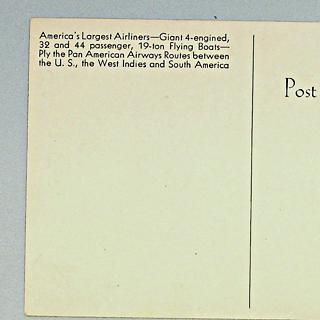 America's Largest Airliners—Giant 4-engined,
32 and 44 passenger, 19-ton Flying Boats—
Ply the Pan American Airways Routes between
the U. S., the West Indies and South America
Post